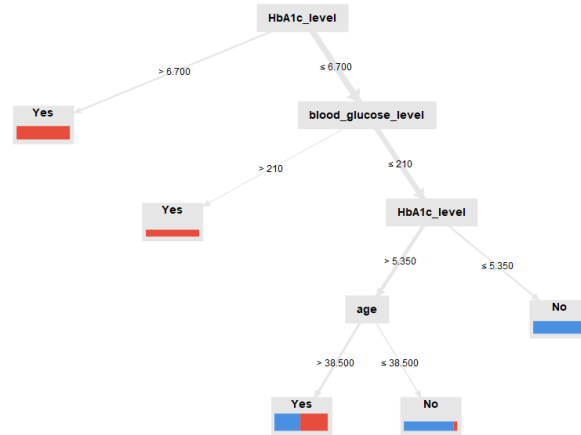 HbA1c_level
> 6.700
≤ 6.700
Yes
blood_glucose_level
> 210
≤ 210
Yes
HbA1c_level
> 5.350
≤ 5.350
age
No
> 38.500
≤ 38.500
Yes
No